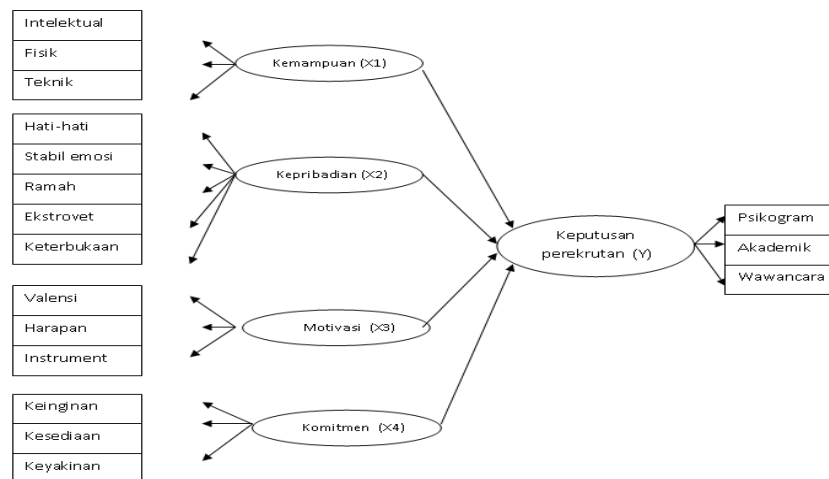 Intelektual
Fisik
Teknik
Kemampuan (X1)
Hati-hati
Stabil emosi
Ramah
Ekstrovet
Keterbukaan
Kepribadian (X2)
Valensi
Harapan
Instrument
Motivasi (X3)
Keinginan
Kesediaan
Keyakinan
Komitmen (X4)
Keputusan
perekrutan (Y)
Psikogram
Akademik
Wawancara